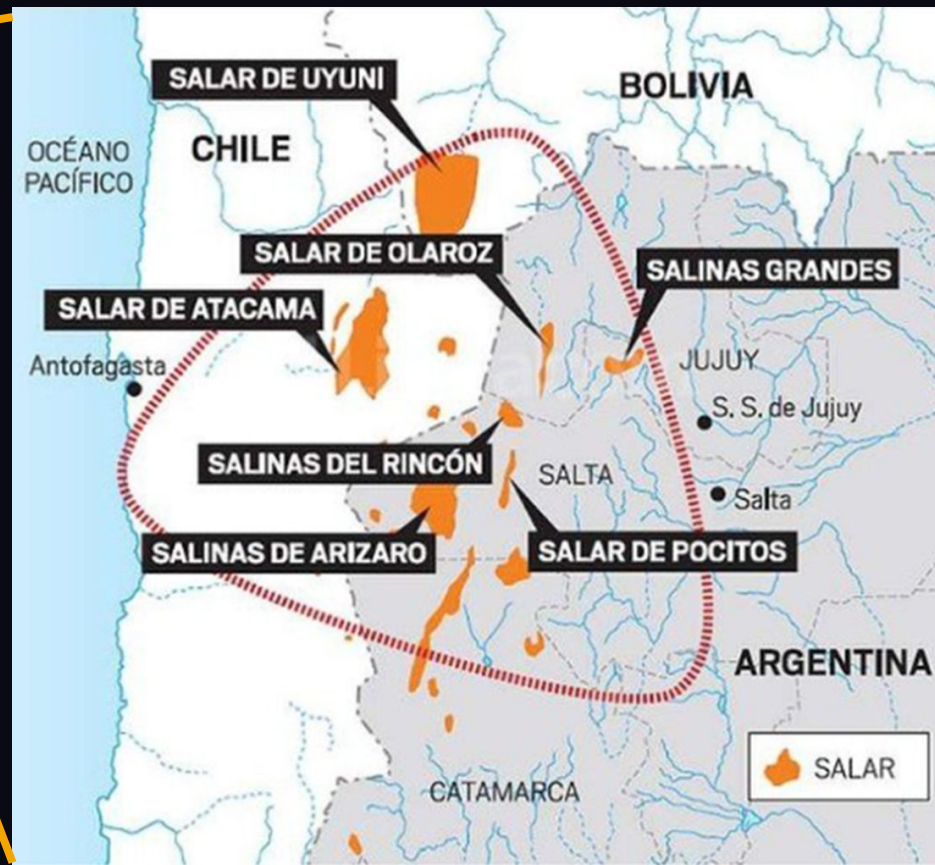 SALAR DE UYUNI
BOLIVIA
OCÉANO
PACÍFICO
CHILE
SALAR DE OLAROZ
SALINAS GRANDES
SALAR DE ATACAMA
Antofagasta
JUJUY
S. S. de Jujuy
SALINAS DEL RINCÓN
SALTA
Salta
SALINAS DE ARIZARO
SALAR DE POCITOS
ARGENTINA
SALAR
CATAMARCA